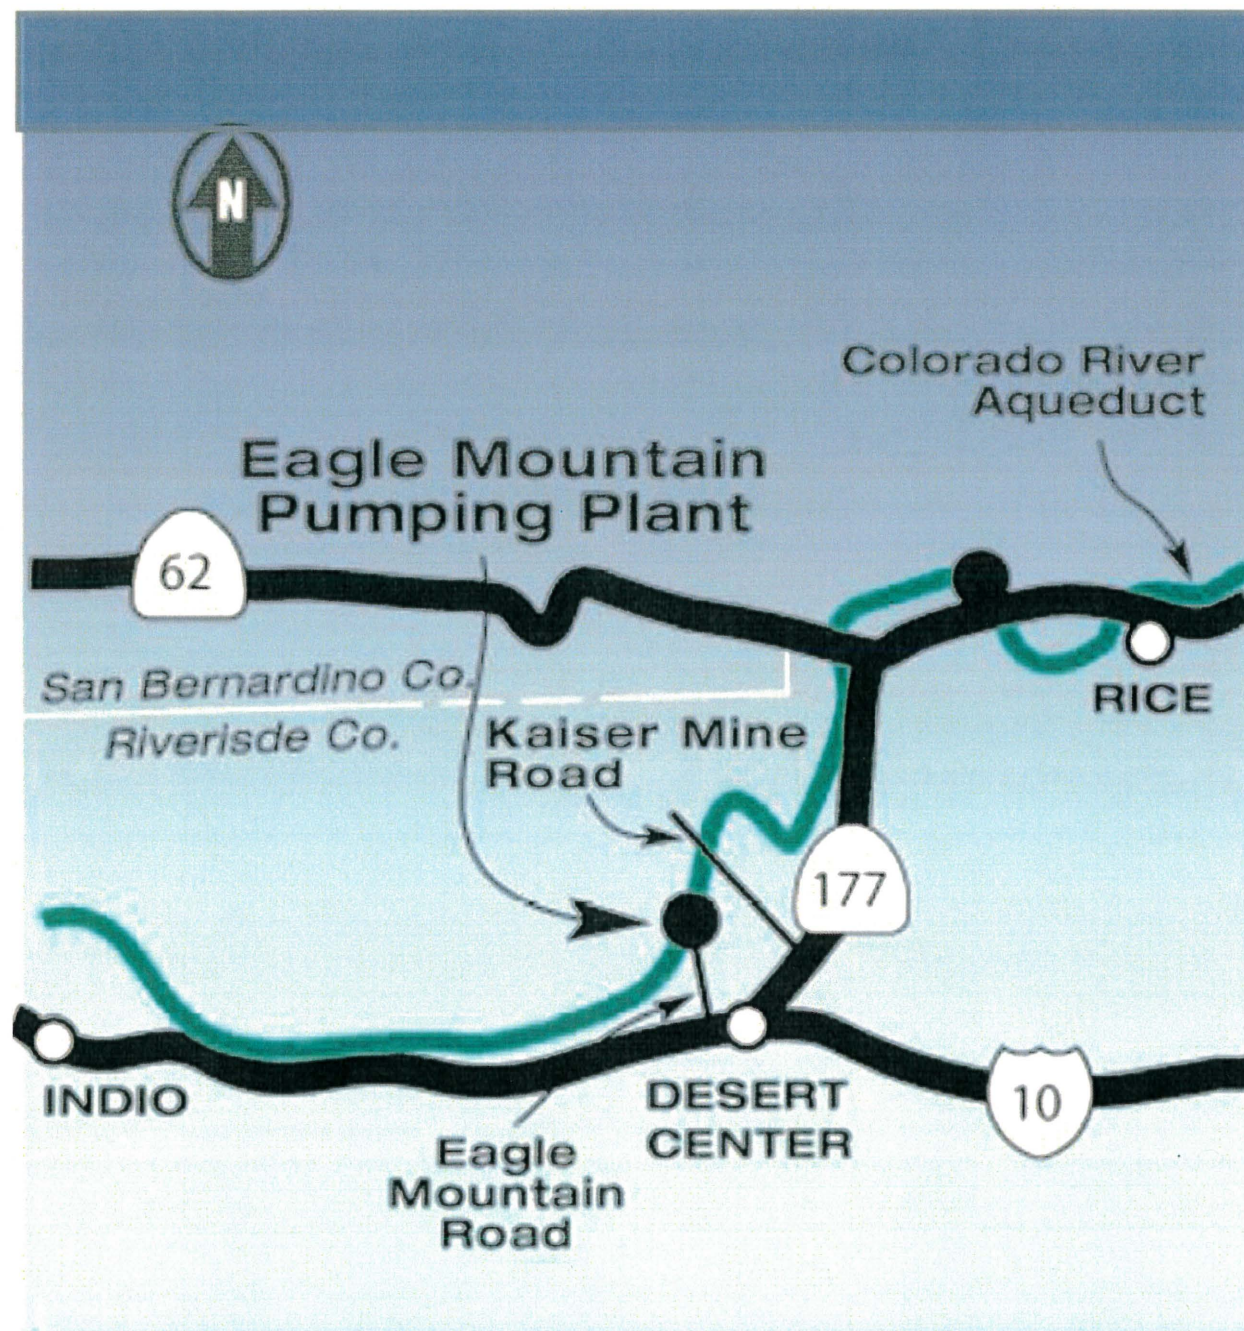 N
Colorado River
Aqueduct
Eagle Mountain
Pumping Plant
62
San Bernardino Co.
Riverisde Co.
Kaiser Mine
Road
RICE
177
INDIO
DESERT
CENTER
10
Eagle
Mountain
Road